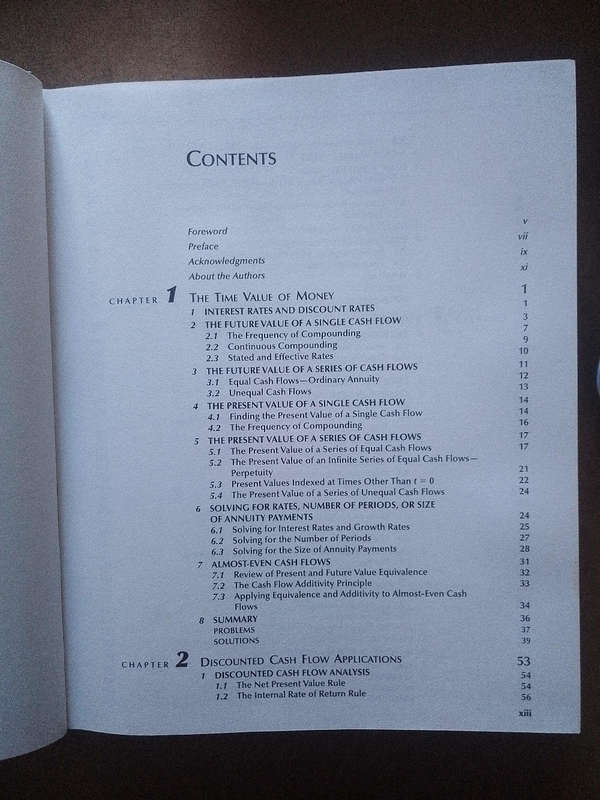 CONTENTS
Foreword v
Preface vii
Acknowledgments ix
About the Authors xi
CHAPTER 1 THE TIME VALUE OF MONEY 1
1 INTEREST RATES AND DISCOUNT RATES 1
2 THE FUTURE VALUE OF A SINGLE CASH FLOW 3
2.1 The Frequency of Compounding 7
2.2 Continuous Compounding 9
2.3 Stated and Effective Rates 10
3 THE FUTURE VALUE OF A SERIES OF CASH FLOWS 11
3.1 Equal Cash Flows—Ordinary Annuity 12
3.2 Unequal Cash Flows 13
4 THE PRESENT VALUE OF A SINGLE CASH FLOW 14
4.1 Finding the Present Value of a Single Cash Flow 14
4.2 The Frequency of Compounding 16
5 THE PRESENT VALUE OF A SERIES OF CASH FLOWS 17
5.1 The Present Value of a Series of Equal Cash Flows 17
5.2 The Present Value of an Infinite Series of Equal Cash Flows—
Perpetuity 21
5.3 Present Values Indexed at Times Other Than t = 0 22
5.4 The Present Value of a Series of Unequal Cash Flows 24
6 SOLVING FOR RATES, NUMBER OF PERIODS, OR SIZE
OF ANNUITY PAYMENTS 24
6.1 Solving for Interest Rates and Growth Rates 25
6.2 Solving for the Number of Periods 27
6.3 Solving for the Size of Annuity Payments 28
7 ALMOST-EVEN CASH FLOWS 31
7.1 Review of Present and Future Value Equivalence 32
7.2 The Cash Flow Additivity Principle 33
7.3 Applying Equivalence and Additivity to Almost-Even Cash
Flows 34
8 SUMMARY 36
PROBLEMS 37
SOLUTIONS 39
CHAPTER 2 DISCOUNTED CASH FLOW APPLICATIONS 53
1 DISCOUNTED CASH FLOW ANALYSIS 54
1.1 The Net Present Value Rule 54
1.2 The Internal Rate of Return Rule 56
xiii